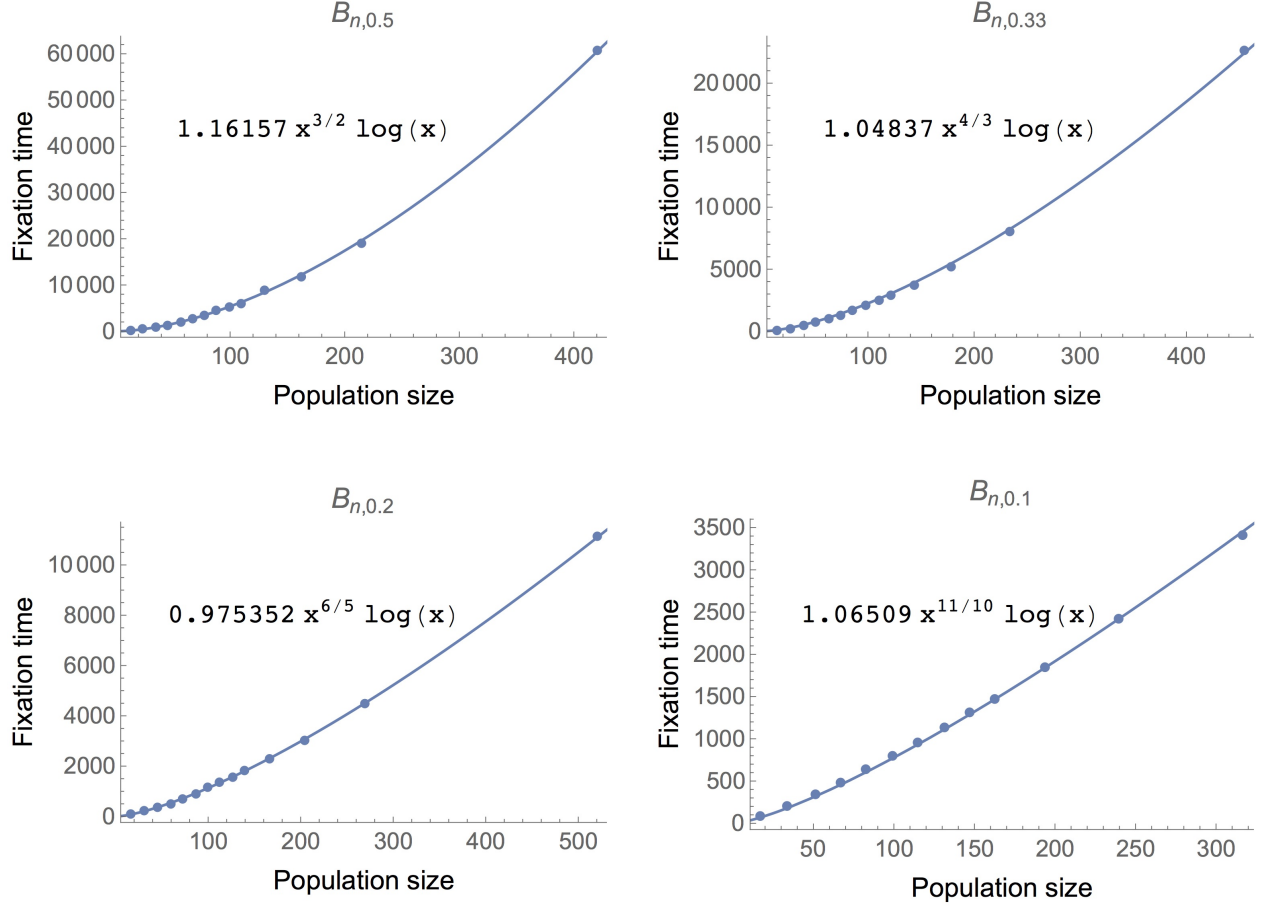 B_{n,0.5}
60 000
50 000
40 000
30 000
20 000
10 000
0
Fixation time
1.16157 x^{3/2} log(x)
100 200 300 400
Population size
B_{n,0.33}
20 000
15 000
10 000
5000
0
Fixation time
1.04837 x^{4/3} log(x)
100 200 300 400
Population size
B_{n,0.2}
10 000
8000
6000
4000
2000
0
Fixation time
0.975352 x^{6/5} log(x)
100 200 300 400 500
Population size
B_{n,0.1}
3500
3000
2500
2000
1500
1000
500
0
Fixation time
1.06509 x^{11/10} log(x)
50 100 150 200 250 300
Population size